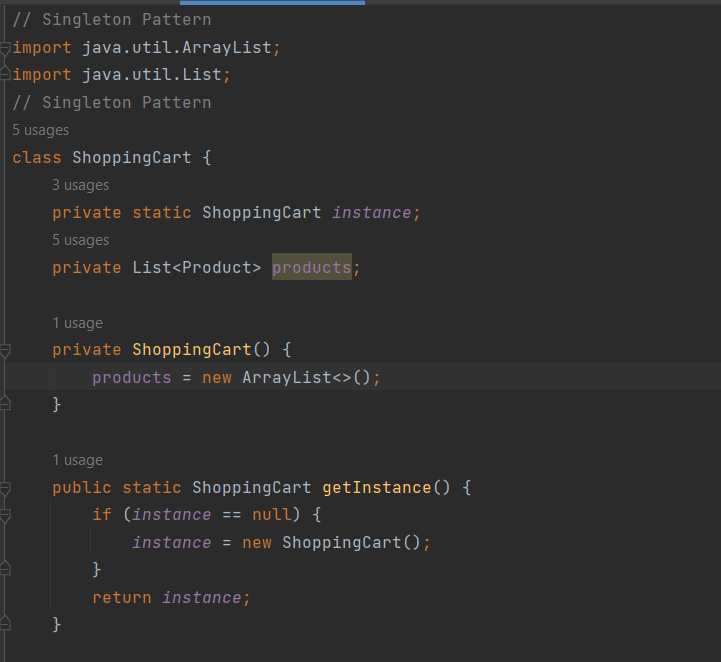 // Singleton Pattern
import java.util.ArrayList;
import java.util.List;
// Singleton Pattern
5 usages
class ShoppingCart {
3 usages
private static ShoppingCart instance;
5 usages
private List<Product> products;
1 usage
private ShoppingCart() {
products = new ArrayList<>();
}
1 usage
public static ShoppingCart getInstance() {
if (instance == null) {
instance = new ShoppingCart();
}
return instance;
}